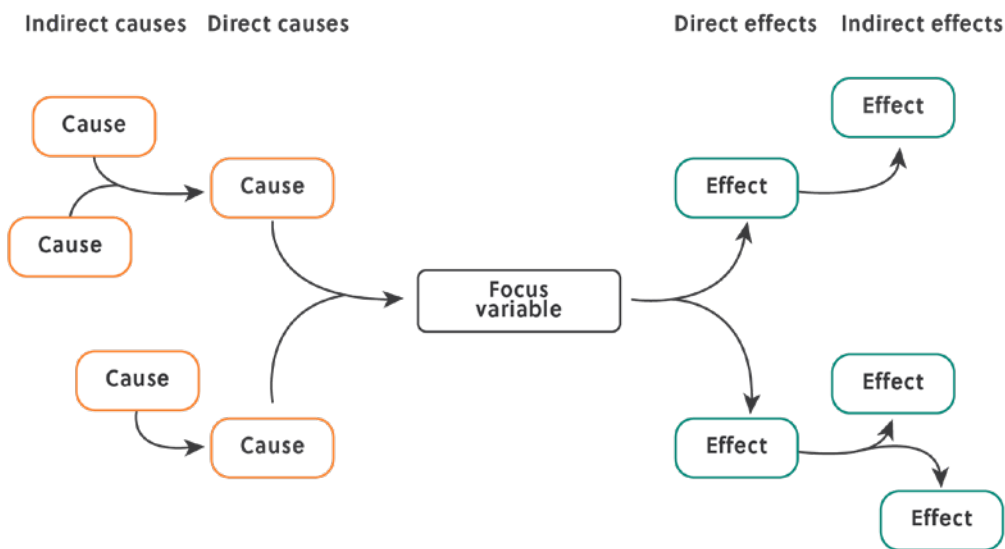 Indirect causes Direct causes Direct effects Indirect effects
Effect
Cause
Cause
Effect
Cause
Focus
variable
Cause
Effect
Cause
Effect
Effect